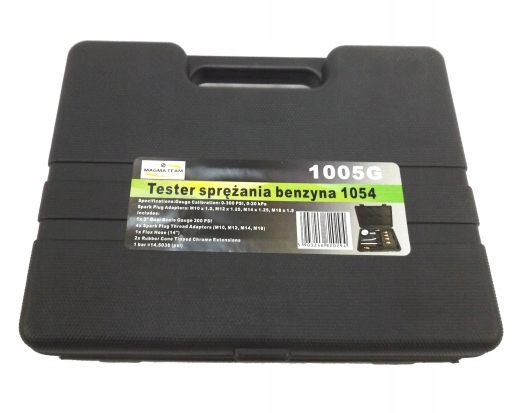 MAGMA TEAM
1005G
Tester sprężania benzyna 1054
Specifications/Gauge Calibration: 0-300 PSI, 0-20 kPa
Spark Plug Adapters: M10 x 1.0, M12 x 1.25, M14 x 1.25, M18 x 1.5
Includes:
1x 3" Dual Scale Gauge 300 PSI
4x Spark Plug Thread Adapters (M10, M12, M14, M18)
1x Flex Hose (14")
2x Rubber Cone Tipped Chrome Extensions
1 bar =14,5035 (psi)